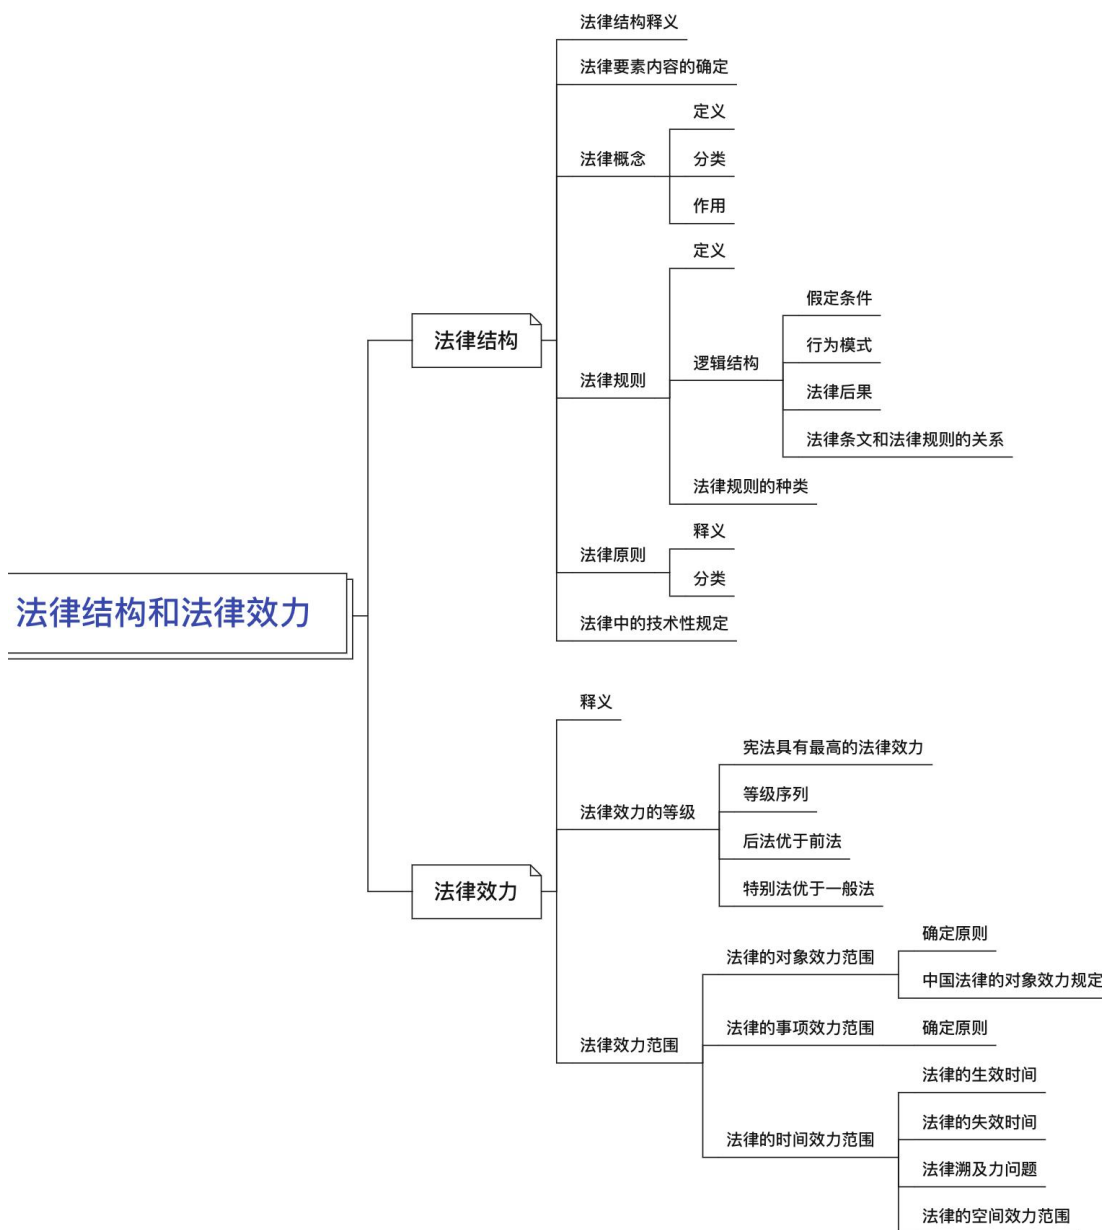 法律结构和法律效力
法律结构
法律结构释义
法律要素内容的确定
法律概念
定义
分类
作用
法律规则
定义
逻辑结构
假定条件
行为模式
法律后果
法律条文和法律规则的关系
法律规则的种类
法律原则
释义
分类
法律中的技术性规定
法律效力
释义
法律效力的等级
宪法具有最高的法律效力
等级序列
后法优于前法
特别法优于一般法
法律效力范围
法律的对象效力范围
确定原则
中国法律的对象效力规定
法律的事项效力范围
确定原则
法律的时间效力范围
法律的生效时间
法律的失效时间
法律溯及力问题
法律的空间效力范围